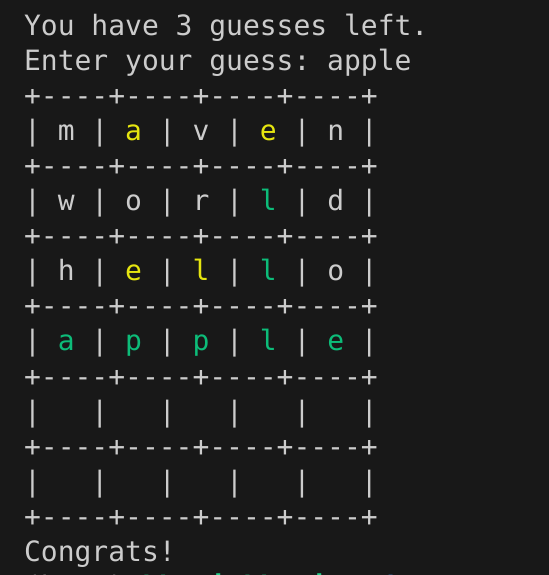 You have 3 guesses left.
Enter your guess: apple
+----+----+----+----+
| m | a | v | e | n |
+----+----+----+----+
| w | o | r | l | d |
+----+----+----+----+
| h | e | l | l | o |
+----+----+----+----+
| a | p | p | l | e |
+----+----+----+----+
|   |   |   |   |   |
+----+----+----+----+
|   |   |   |   |   |
+----+----+----+----+
Congrats!